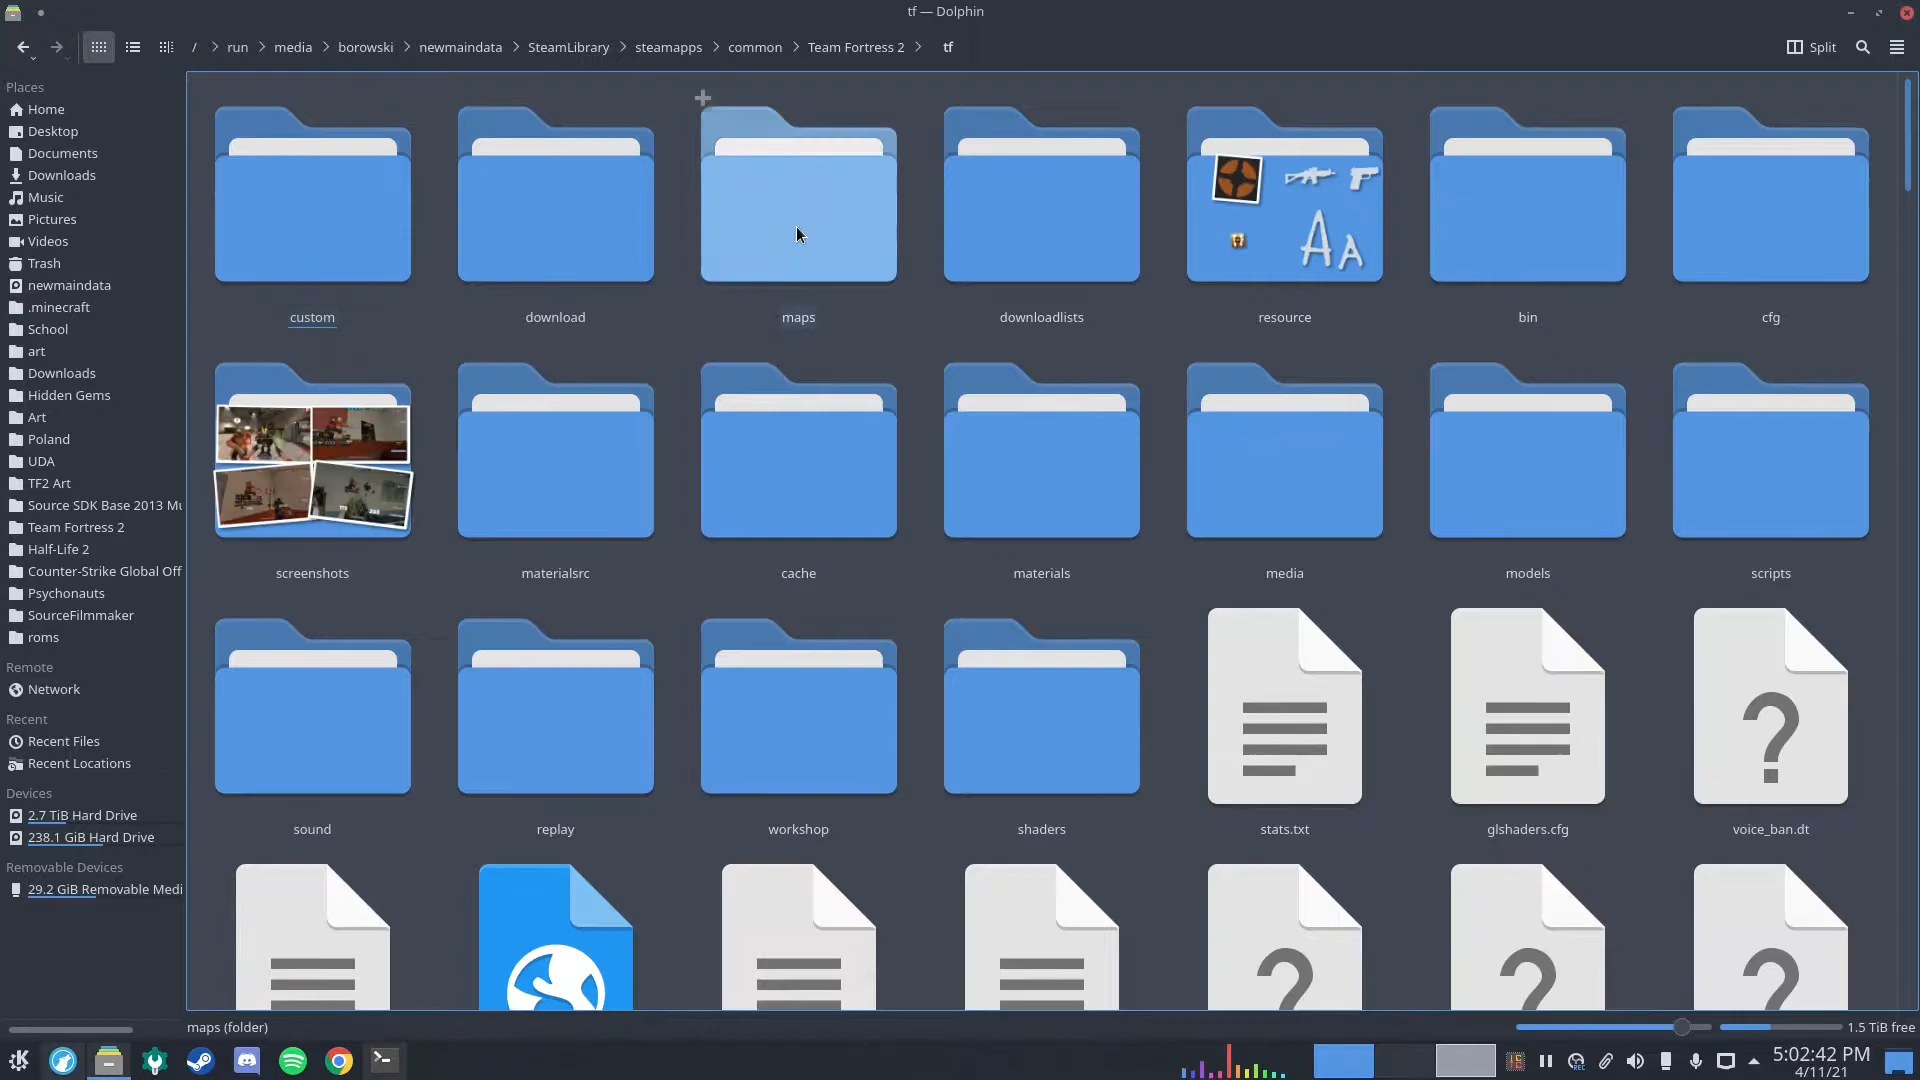 tf — Dolphin
/ > run > media > borowski > newmaindata > SteamLibrary > steamapps > common > Team Fortress 2 > tf
Split
Places
Home
Desktop
Documents
Downloads
Music
Pictures
Videos
Trash
newmaindata
.minecraft
School
art
Downloads
Hidden Gems
Art
Poland
UDA
TF2 Art
Source SDK Base 2013 Mu
Team Fortress 2
Half-Life 2
Counter-Strike Global Off
Psychonauts
SourceFilmmaker
roms
Remote
Network
Recent
Recent Files
Recent Locations
Devices
2.7 TiB Hard Drive
238.1 GiB Hard Drive
Removable Devices
29.2 GiB Removable Medi
A A
custom download maps downloadlists resource bin cfg
screenshots materialsrc cache materials media models scripts
sound replay workshop shaders stats.txt glshaders.cfg voice_ban.dt
maps (folder)
1.5 TiB free
5:02:42 PM
4/11/21